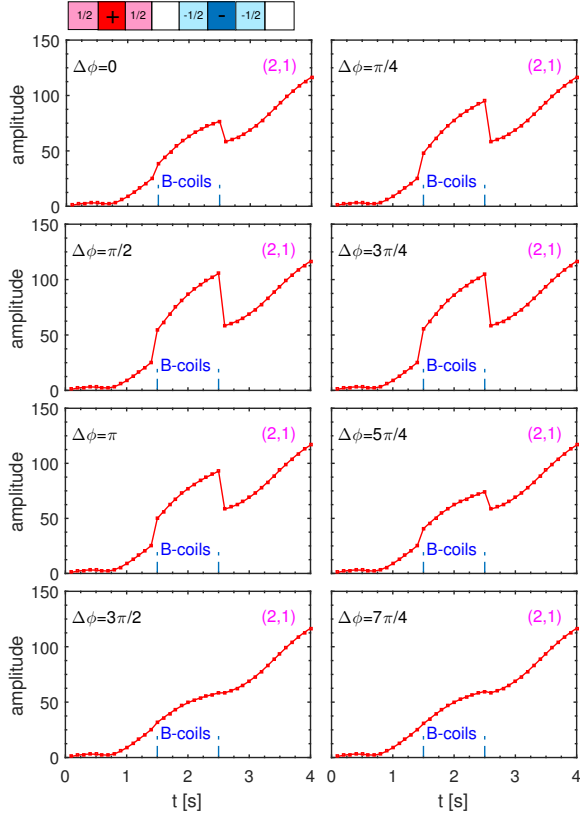 1/2 + 1/2 -1/2 - -1/2
150
100
50
0
amplitude
Δϕ=0 (2,1)
B-coils
Δϕ=π/4 (2,1)
B-coils
150
100
50
0
amplitude
Δϕ=π/2 (2,1)
B-coils
Δϕ=3π/4 (2,1)
B-coils
150
100
50
0
amplitude
Δϕ=π (2,1)
B-coils
Δϕ=5π/4 (2,1)
B-coils
150
100
50
0
amplitude
Δϕ=3π/2 (2,1)
B-coils
Δϕ=7π/4 (2,1)
B-coils
0 1 2 3 4
t [s]
0 1 2 3 4
t [s]